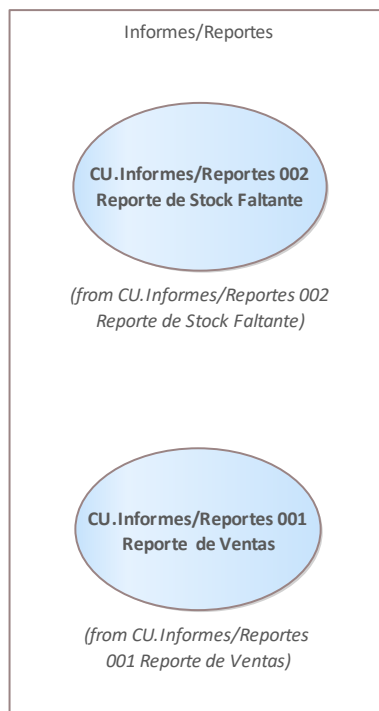 Informes/Reportes
CU.Informes/Reportes 002
Reporte de Stock Faltante
(from CU.Informes/Reportes 002
Reporte de Stock Faltante)
CU.Informes/Reportes 001
Reporte de Ventas
(from CU.Informes/Reportes
001 Reporte de Ventas)